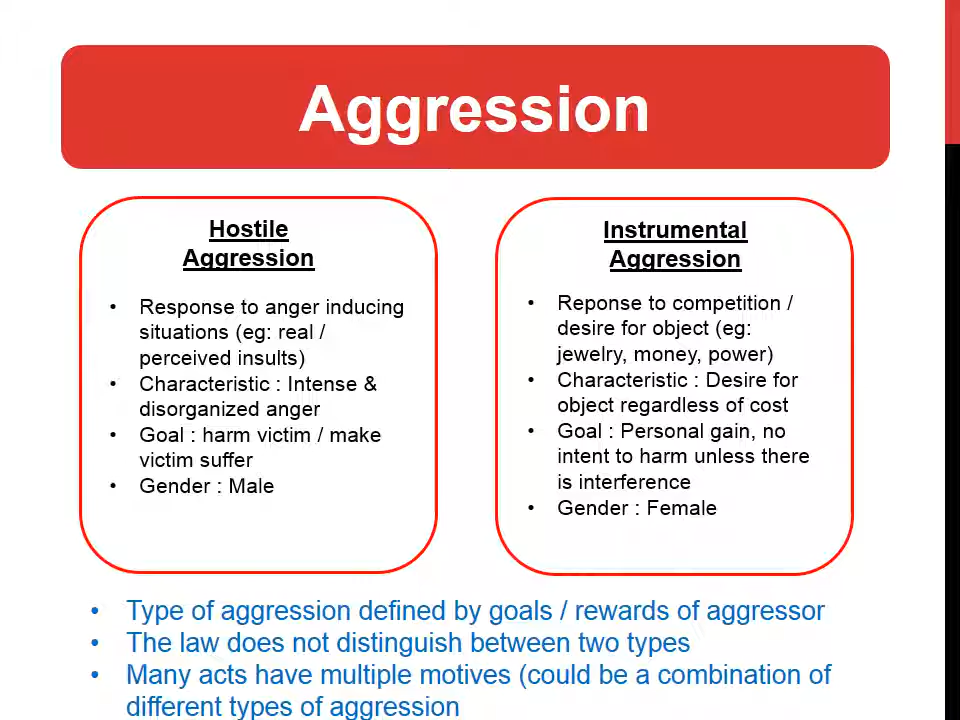 Aggression
Hostile
Aggression
• Response to anger inducing
situations (eg: real /
perceived insults)
• Characteristic : Intense &
disorganized anger
• Goal : harm victim / make
victim suffer
• Gender : Male
Instrumental
Aggression
• Reponse to competition /
desire for object (eg:
jewelry, money, power)
• Characteristic : Desire for
object regardless of cost
• Goal : Personal gain, no
intent to harm unless there
is interference
• Gender : Female
• Type of aggression defined by goals / rewards of aggressor
• The law does not distinguish between two types
• Many acts have multiple motives (could be a combination of
different types of aggression